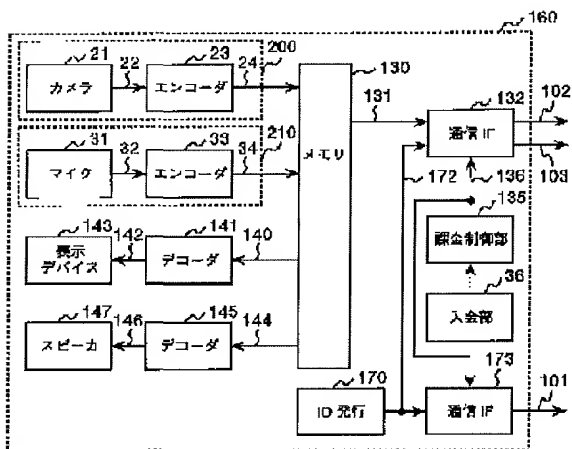 160
21
22
23
24
200
130
カメラ
エンコーダ
131
132
102
通信IF
103
31
32
33
34
210
マイク
エンコーダ
メモリ
172
136
135
143
142
141
140
表示
デバイス
デコーダ
課金制御部
36
147
146
145
144
入会部
スピーカ
デコーダ
173
170
101
ID発行
通信IF